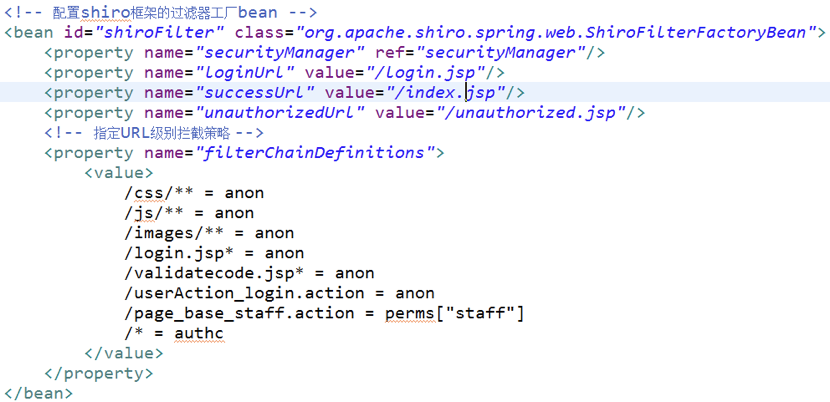 <!-- 配置shiro框架的过滤器工厂bean -->
<bean id="shiroFilter" class="org.apache.shiro.spring.web.ShiroFilterFactoryBean">
    <property name="securityManager" ref="securityManager"/>
    <property name="loginUrl" value="/login.jsp"/>
    <property name="successUrl" value="/index.jsp"/>
    <property name="unauthorizedUrl" value="/unauthorized.jsp"/>
    <!-- 指定URL级别拦截策略 -->
    <property name="filterChainDefinitions">
        <value>
            /css/** = anon
            /js/** = anon
            /images/** = anon
            /login.jsp* = anon
            /validatecode.jsp* = anon
            /userAction_login.action = anon
            /page_base_staff.action = perms["staff"]
            /* = authc
        </value>
    </property>
</bean>